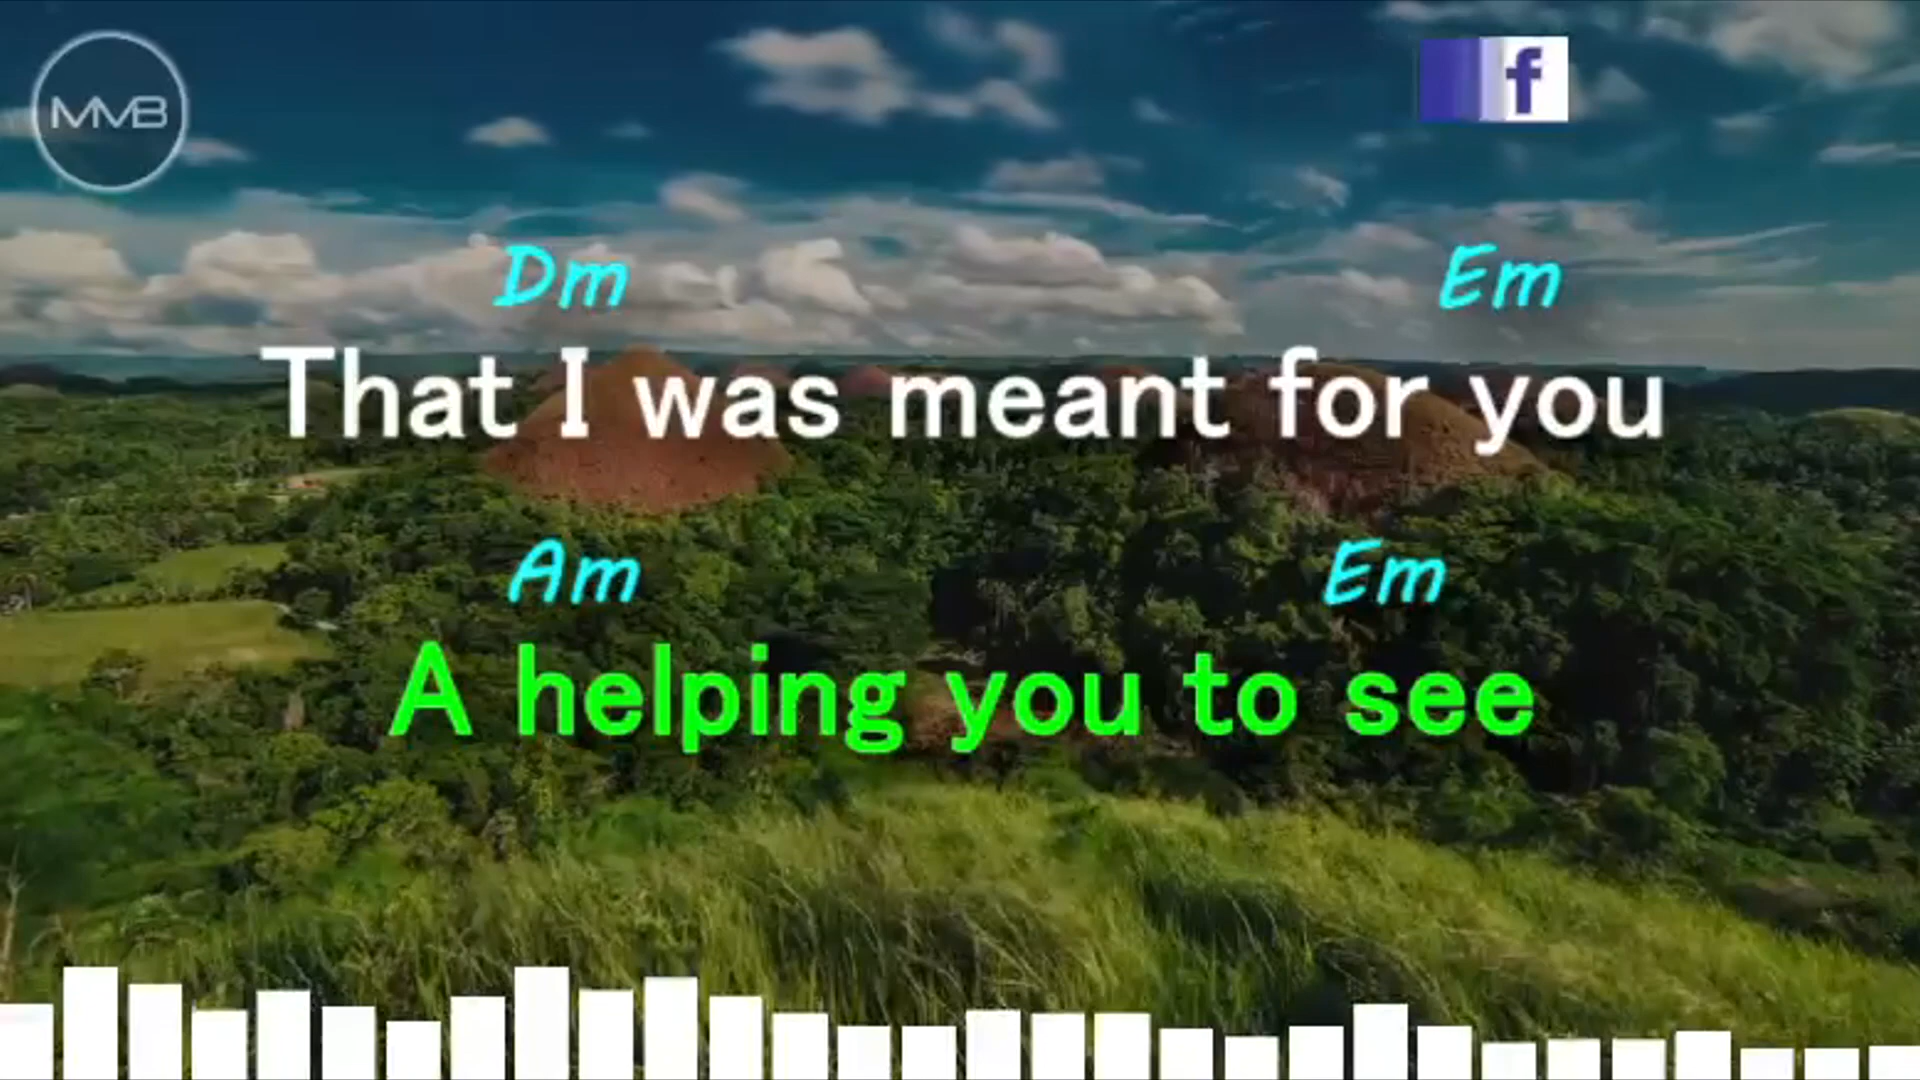 MMB
f
Dm Em
That I was meant for you
Am Em
A helping you to see